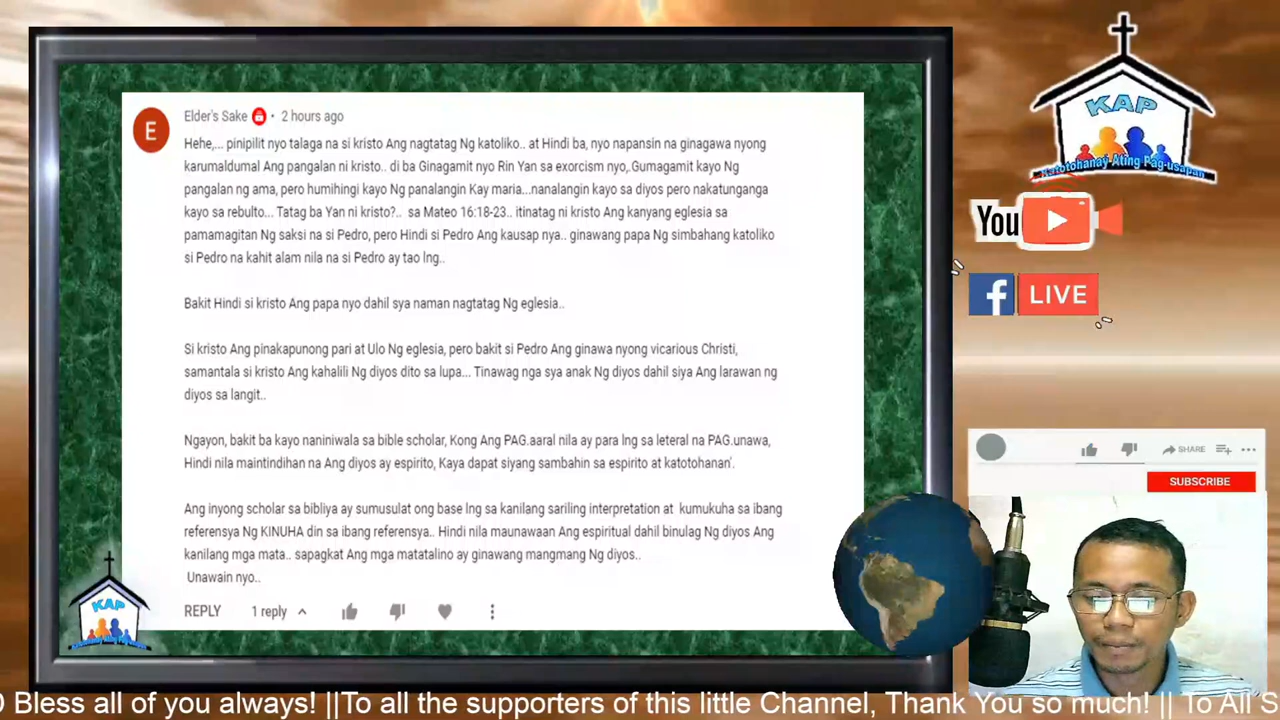 Elder's Sake · 2 hours ago
Hehe,... pinipilit nyo talaga na si kristo Ang nagtatag Ng katoliko.. at Hindi ba, nyo napansin na ginagawa nyong
karumaldumal Ang pangalan ni kristo.. di ba Ginagamit nyo Rin Yan sa exorcism nyo,.Gumagamit kayo Ng
pangalan ng ama, pero humihingi kayo Ng panalangin Kay maria...nanalangin kayo sa diyos pero nakatunganga
kayo sa rebulto... Tatag ba Yan ni kristo?.. sa Mateo 16:18-23.. itinatag ni kristo Ang kanyang eglesia sa
pamamagitan Ng saksi na si Pedro, pero Hindi si Pedro Ang kausap nya.. ginawang papa Ng simbahang katoliko
si Pedro na kahit alam nila na si Pedro ay tao lng..
Bakit Hindi si kristo Ang papa nyo dahil sya naman nagtatag Ng eglesia..
Si kristo Ang pinakapunong pari at Ulo Ng eglesia, pero bakit si Pedro Ang ginawa nyong vicarious Christi,
samantala si kristo Ang kahalili Ng diyos dito sa lupa... Tinawag nga sya anak Ng diyos dahil siya Ang larawan ng
diyos sa langit..
Ngayon, bakit ba kayo naniniwala sa bible scholar, Kong Ang PAG.aaral nila ay para lng sa leteral na PAG.unawa,
Hindi nila maintindihan na Ang diyos ay espirito, Kaya dapat siyang sambahin sa espirito at katotohanan'.
Ang inyong scholar sa bibliya ay sumusulat ong base lng sa kanilang sariling interpretation at kumukuha sa ibang
referensya Ng KINUHA din sa ibang referensya.. Hindi nila maunawaan Ang espiritual dahil binulag Ng diyos Ang
kanilang mga mata.. sapagkat Ang mga matatalino ay ginawang mangmang Ng diyos..
Unawain nyo..
REPLY 1 reply
E
KAP
KAP
Katotohanay Ating Pag-usapan
You
f LIVE
SHARE
SUBSCRIBE
D Bless all of you always! ||To all the supporters of this little Channel, Thank You so much! || To All S